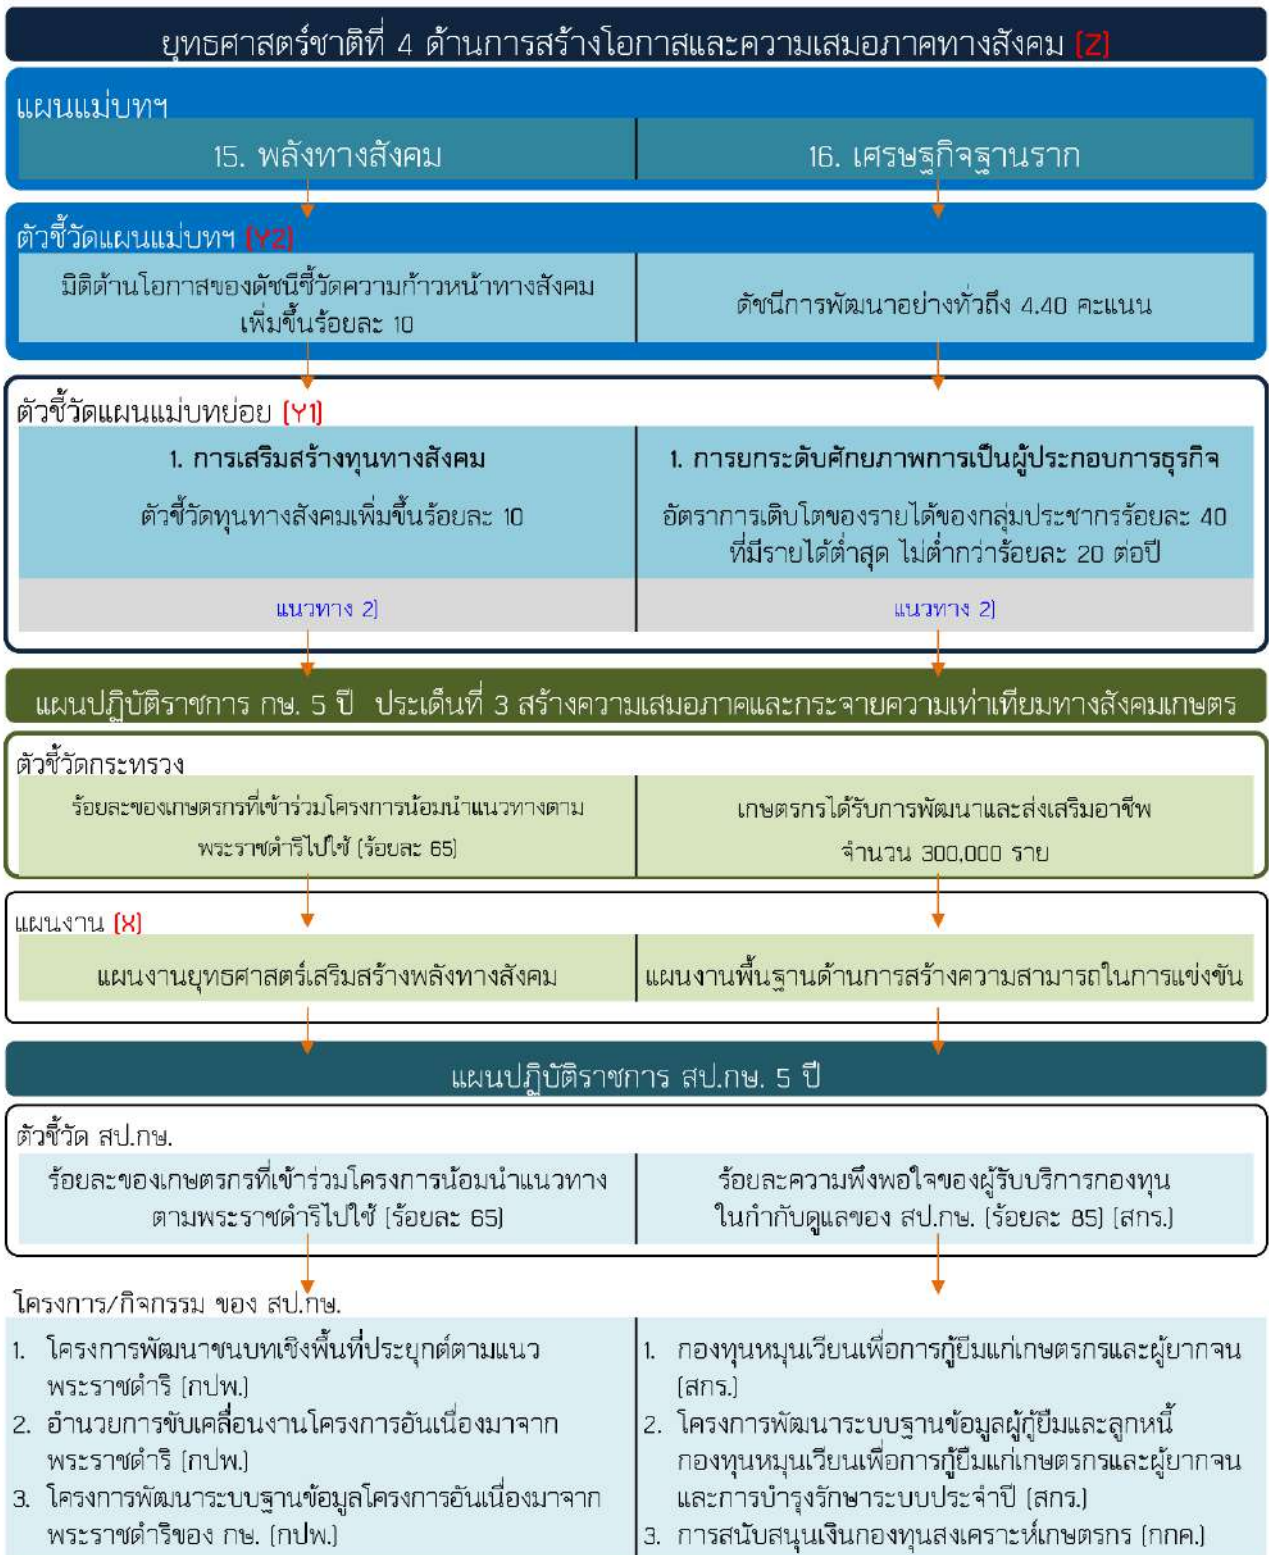 ยุทธศาสตร์ชาติที่ 4 ด้านการสร้างโอกาสและความเสมอภาคทางสังคม (Z)
แผนแม่บทฯ
15. พลังทางสังคม
16. เศรษฐกิจฐานราก
ตัวชี้วัดแผนแม่บทฯ (Y2)
มิติด้านโอกาสของดัชนีชี้วัดความก้าวหน้าทางสังคม
เพิ่มขึ้นร้อยละ 10
ดัชนีการพัฒนาอย่างทั่วถึง 4.40 คะแนน
ตัวชี้วัดแผนแม่บทย่อย (Y1)
1. การเสริมสร้างทุนทางสังคม
ตัวชี้วัดทุนทางสังคมเพิ่มขึ้นร้อยละ 10
1. การยกระดับศักยภาพการเป็นผู้ประกอบการธุรกิจ
อัตราการเติบโตของรายได้ของกลุ่มประชากรร้อยละ 40
ที่มีรายได้ต่ำสุด ไม่ต่ำกว่าร้อยละ 20 ต่อปี
แนวทาง 2)
แนวทาง 2)
แผนปฏิบัติราชการ กษ. 5 ปี ประเด็นที่ 3 สร้างความเสมอภาคและกระจายความเท่าเทียมทางสังคมเกษตร
ตัวชี้วัดกระทรวง
ร้อยละของเกษตรกรที่เข้าร่วมโครงการน้อมนำแนวทางตาม
พระราชดำริไปใช้ (ร้อยละ 65)
เกษตรกรได้รับการพัฒนาและส่งเสริมอาชีพ
จำนวน 300,000 ราย
แผนงาน (X)
แผนงานยุทธศาสตร์เสริมสร้างพลังทางสังคม
แผนงานพื้นฐานด้านการสร้างความสามารถในการแข่งขัน
แผนปฏิบัติราชการ สป.กษ. 5 ปี
ตัวชี้วัด สป.กษ.
ร้อยละของเกษตรกรที่เข้าร่วมโครงการน้อมนำแนวทาง
ตามพระราชดำริไปใช้ (ร้อยละ 65)
ร้อยละความพึงพอใจของผู้รับบริการกองทุน
ในกำกับดูแลของ สป.กษ. (ร้อยละ 85) (สกร.)
โครงการ/กิจกรรม ของ สป.กษ.
1. โครงการพัฒนาชนบทเชิงพื้นที่ประยุกต์ตามแนว
พระราชดำริ (กปพ.)
2. อำนวยการขับเคลื่อนงานโครงการอันเนื่องมาจาก
พระราชดำริ (กปพ.)
3. โครงการพัฒนาระบบฐานข้อมูลโครงการอันเนื่องมาจาก
พระราชดำริของ กษ. (กปพ.)
1. กองทุนหมุนเวียนเพื่อการกู้ยืมแก่เกษตรกรและผู้ยากจน
(สกร.)
2. โครงการพัฒนาระบบฐานข้อมูลผู้กู้ยืมและลูกหนี้
กองทุนหมุนเวียนเพื่อการกู้ยืมแก่เกษตรกรและผู้ยากจน
และการบำรุงรักษาระบบประจำปี (สกร.)
3. การสนับสนุนเงินกองทุนสงเคราะห์เกษตรกร (กกค.)